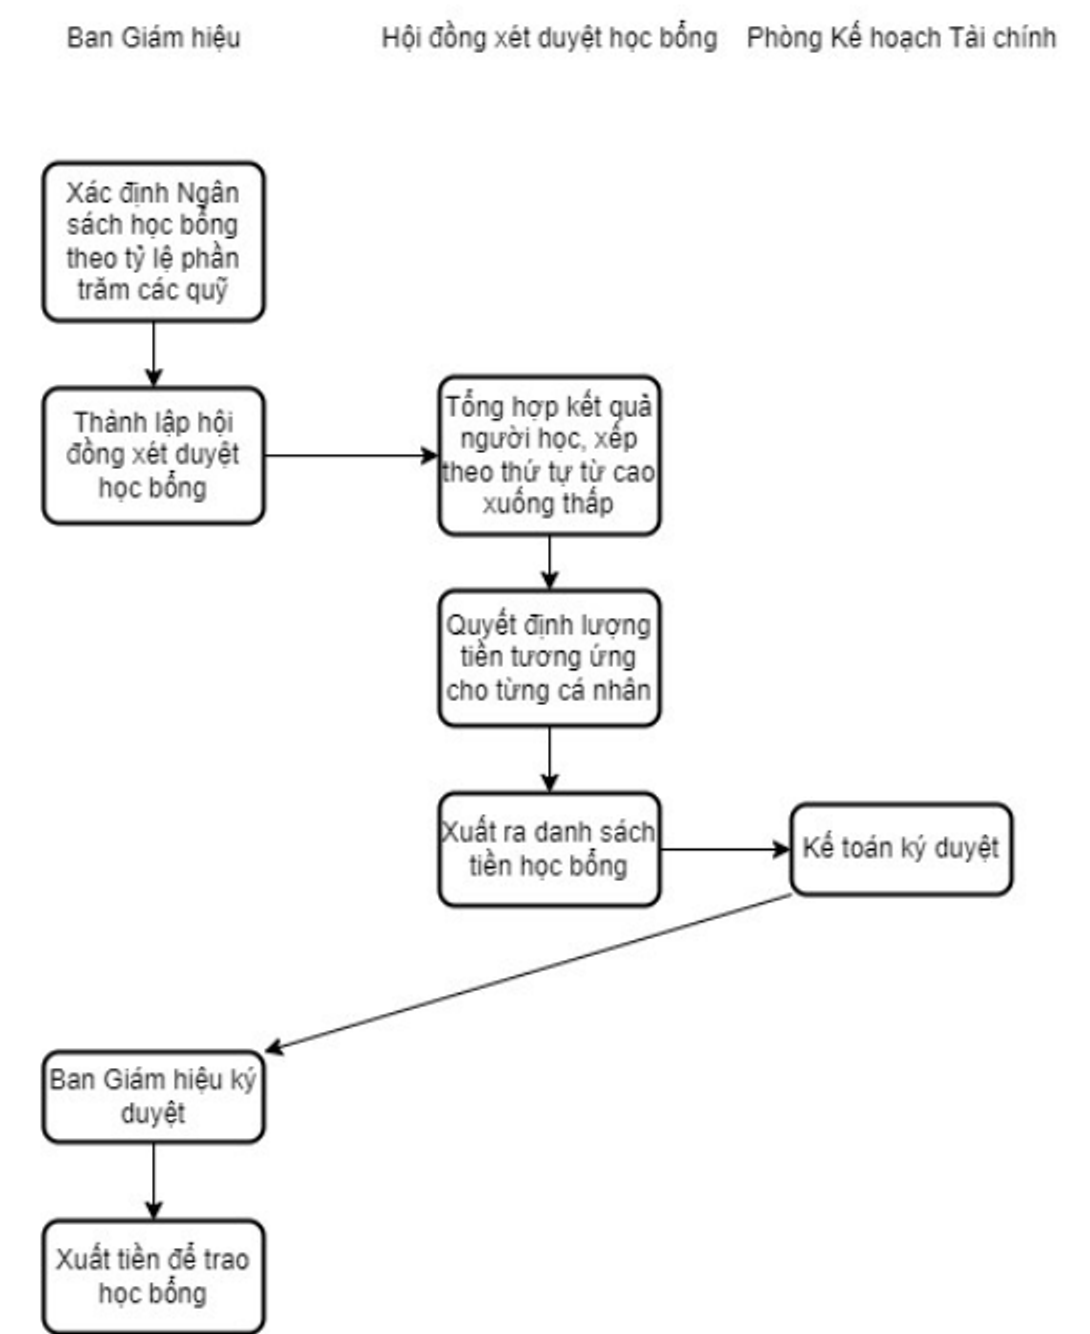 Ban Giám hiệu
Hội đồng xét duyệt học bổng
Phòng Kế hoạch Tài chính
Xác định Ngân
sách học bổng
theo tỷ lệ phần
trăm các quỹ
Thành lập hội
đồng xét duyệt
học bổng
Tổng hợp kết quả
người học, xếp
theo thứ tự từ cao
xuống thấp
Quyết định lượng
tiền tương ứng
cho từng cá nhân
Xuất ra danh sách
tiền học bổng
Kế toán ký duyệt
Ban Giám hiệu ký
duyệt
Xuất tiền để trao
học bổng